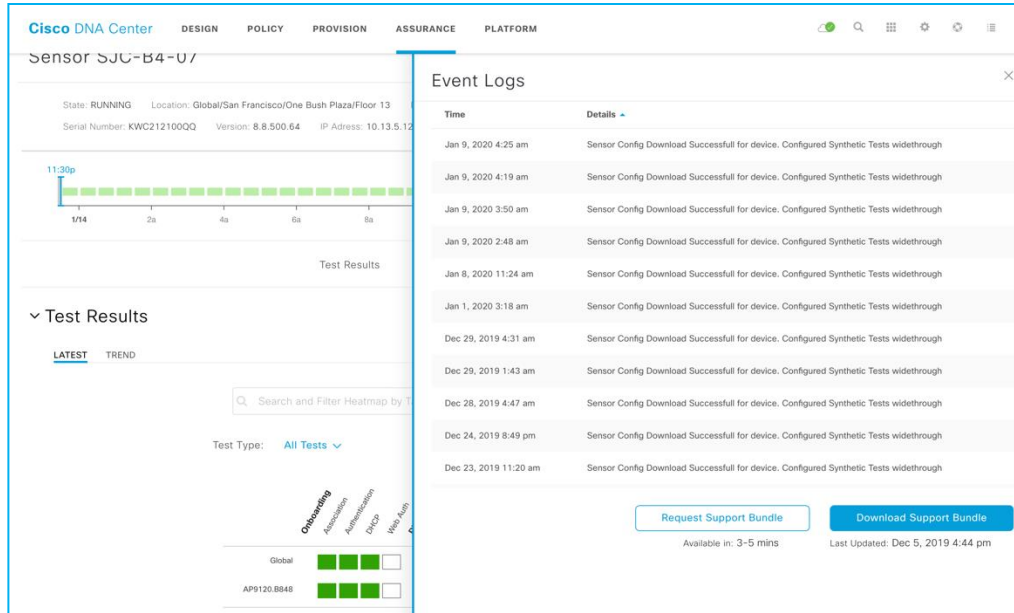 Cisco DNA Center DESIGN POLICY PROVISION ASSURANCE PLATFORM
Sensor SJC-B4-07
State: RUNNING Location: Global/San Francisco/One Bush Plaza/Floor 13
Serial Number: KWC212100QQ Version: 8.8.500.64 IP Adress: 10.13.5.12
11:30p
1/14 2a 4a 6a 8a
Test Results
Test Results
LATEST TREND
Search and Filter Heatmap by
Test Type: All Tests
Onboarding
Association
Authentication
DHCP
Web Auth
Global
AP9120.B848
Event Logs
Time Details
Jan 9, 2020 4:25 am Sensor Config Download Successfull for device. Configured Synthetic Tests widethrough
Jan 9, 2020 4:19 am Sensor Config Download Successfull for device. Configured Synthetic Tests widethrough
Jan 9, 2020 3:50 am Sensor Config Download Successfull for device. Configured Synthetic Tests widethrough
Jan 9, 2020 2:48 am Sensor Config Download Successfull for device. Configured Synthetic Tests widethrough
Jan 8, 2020 11:24 am Sensor Config Download Successfull for device. Configured Synthetic Tests widethrough
Jan 1, 2020 3:18 am Sensor Config Download Successfull for device. Configured Synthetic Tests widethrough
Dec 29, 2019 4:31 am Sensor Config Download Successfull for device. Configured Synthetic Tests widethrough
Dec 29, 2019 1:43 am Sensor Config Download Successfull for device. Configured Synthetic Tests widethrough
Dec 28, 2019 4:47 am Sensor Config Download Successfull for device. Configured Synthetic Tests widethrough
Dec 24, 2019 8:49 pm Sensor Config Download Successfull for device. Configured Synthetic Tests widethrough
Dec 23, 2019 11:20 am Sensor Config Download Successfull for device. Configured Synthetic Tests widethrough
Request Support Bundle Download Support Bundle
Available in: 3-5 mins Last Updated: Dec 5, 2019 4:44 pm